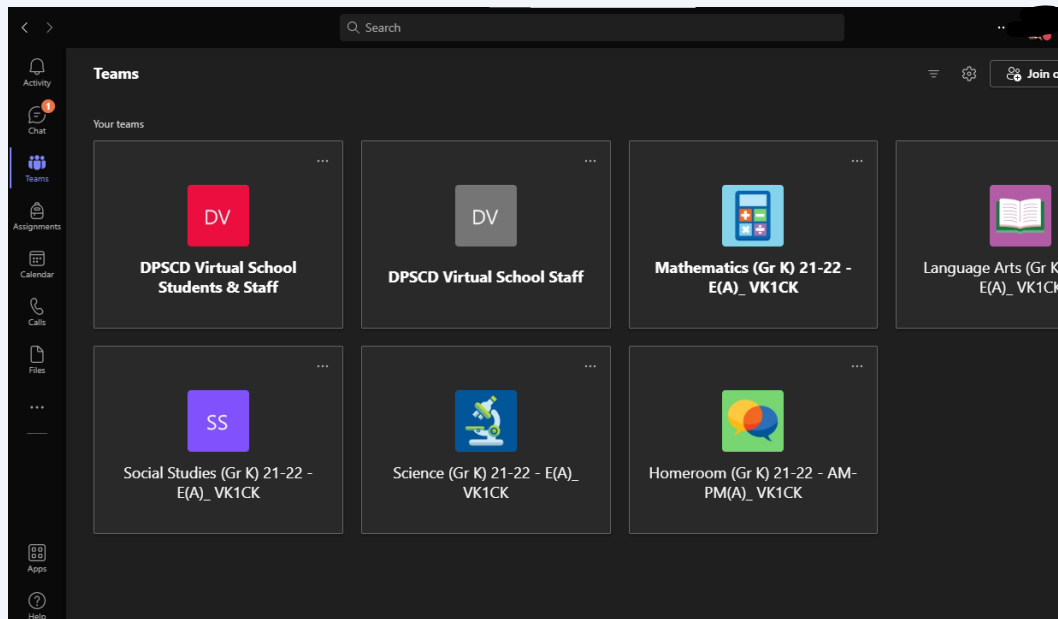 Search
Activity
1
Chat
Teams
Assignments
Calendar
Calls
Files
Apps
Help
Teams
Join
Your teams
DV
DPSCD Virtual School
Students & Staff
DV
DPSCD Virtual School Staff
Mathematics (Gr K) 21-22 -
E(A)_ VK1CK
Language Arts (Gr K
E(A)_ VK1CK
SS
Social Studies (Gr K) 21-22 -
E(A)_ VK1CK
Science (Gr K) 21-22 - E(A)_
VK1CK
Homeroom (Gr K) 21-22 - AM-
PM(A)_ VK1CK